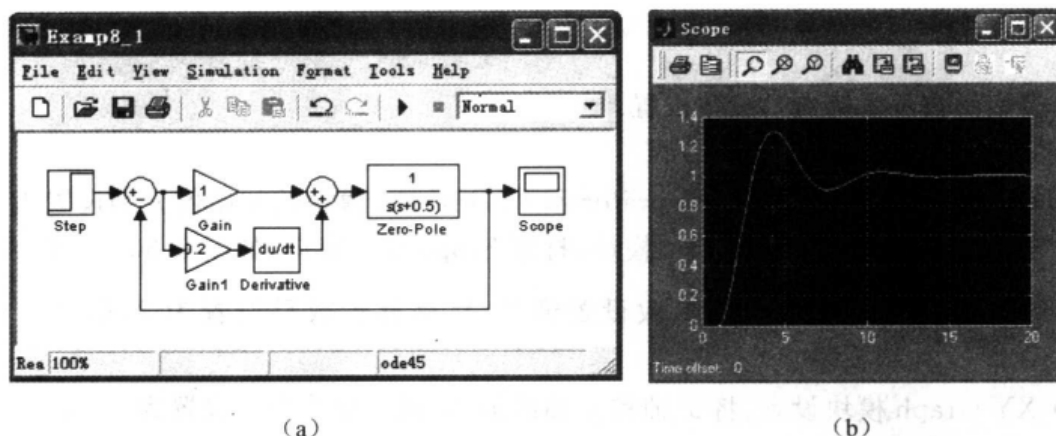 Examp8_1
File Edit View Simulation Format Tools Help
Normal
Step
1
Gain
0.2
Gain1
du/dt
Derivative
1
s(s+0.5)
Zero-Pole
Scope
Rea 100%
ode45
(a)
Scope
1.4
1.2
1
0.8
0.6
0.4
0.2
0
0 5 10 15 20
Time offset: 0
(b)